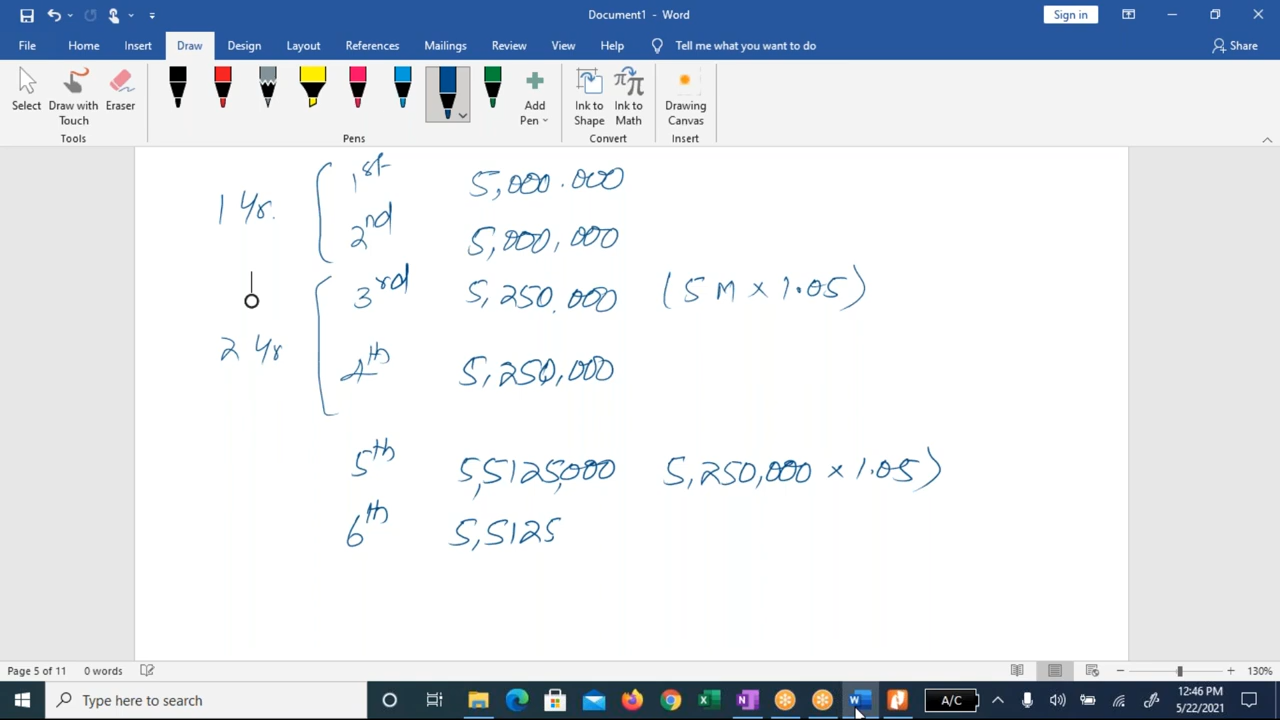 Document1 - Word
Sign in
File Home Insert Draw Design Layout References Mailings Review View Help Tell me what you want to do Share
Select Draw with Touch Eraser Add Pen Ink to Shape Ink to Math Drawing Canvas
Tools Pens Convert Insert
1st 5,000.000
1 Yr.
2nd 5,000,000
3rd 5,250.000 (5 M × 1.05)
2 Yr
4th 5,250,000
5th 5,5125,000 5,250,000 × 1.05)
6th 5,5125
Page 5 of 11 0 words 130%
Type here to search A/C 12:46 PM
5/22/2021